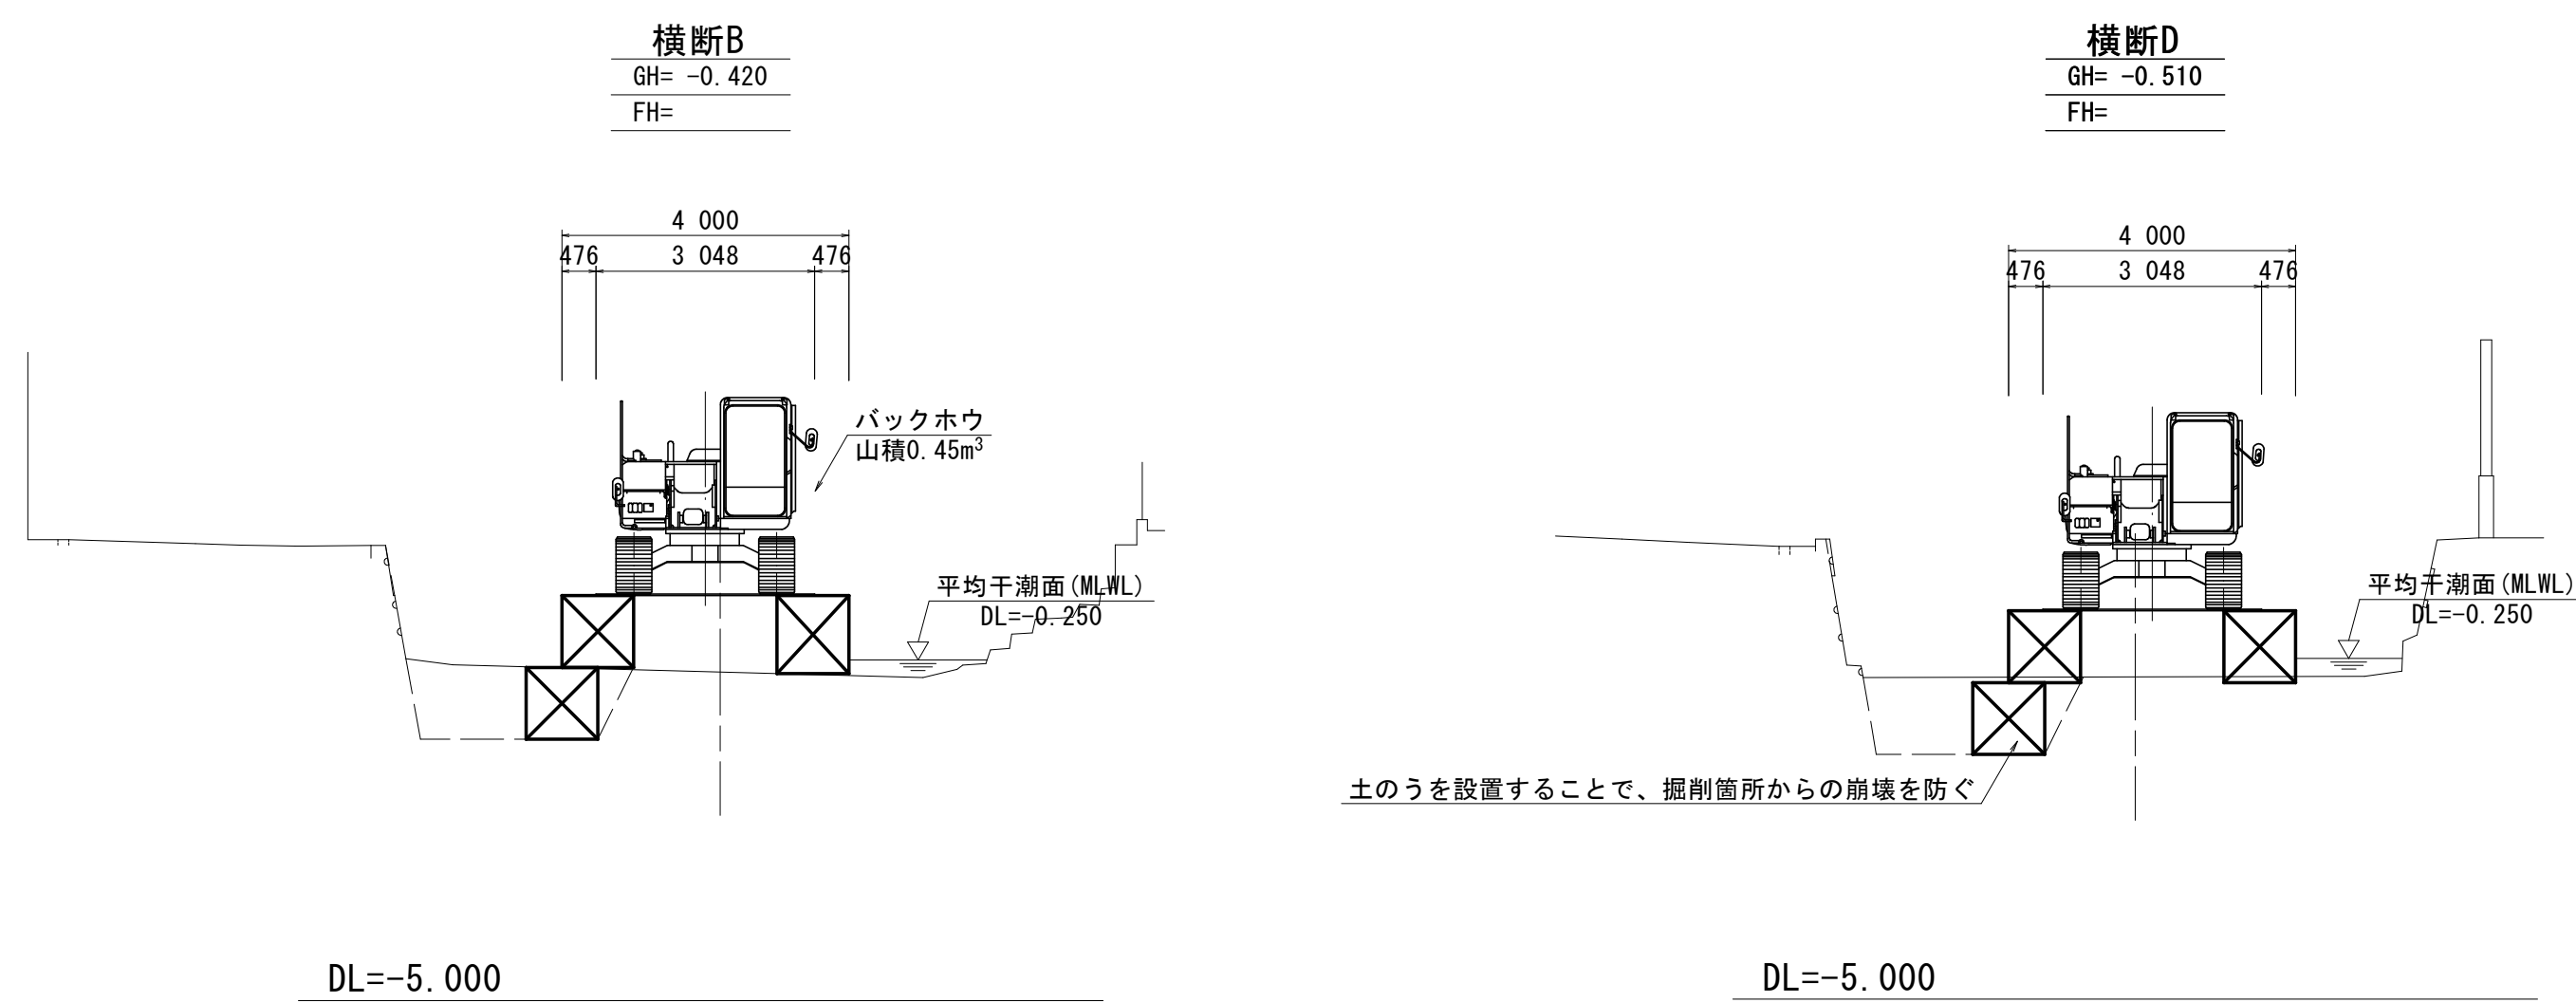 横断B
GH= -0.420
FH=
4 000
476 3 048 476
バックホウ
山積0.45m³
平均干潮面(MLWL)
DL=-0.250
DL=-5.000
横断D
GH= -0.510
FH=
4 000
476 3 048 476
平均干潮面(MLWL)
DL=-0.250
土のうを設置することで、掘削箇所からの崩壊を防ぐ
DL=-5.000